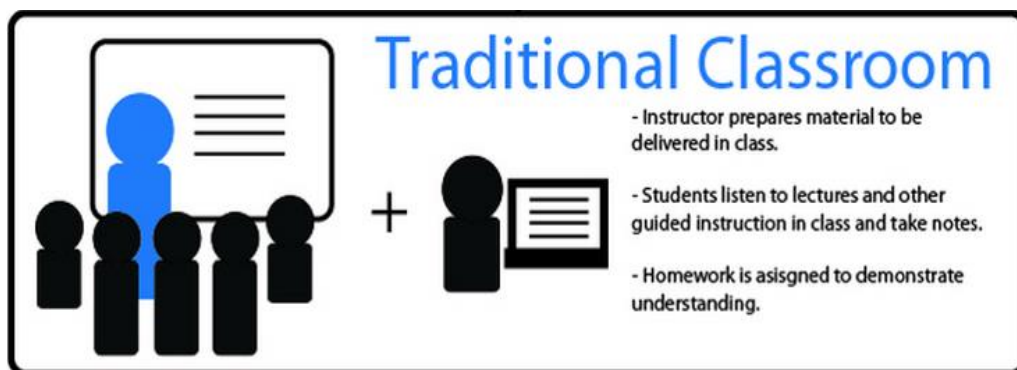 Traditional Classroom
- Instructor prepares material to be
delivered in class.
- Students listen to lectures and other
guided instruction in class and take notes.
- Homework is asisgned to demonstrate
understanding.